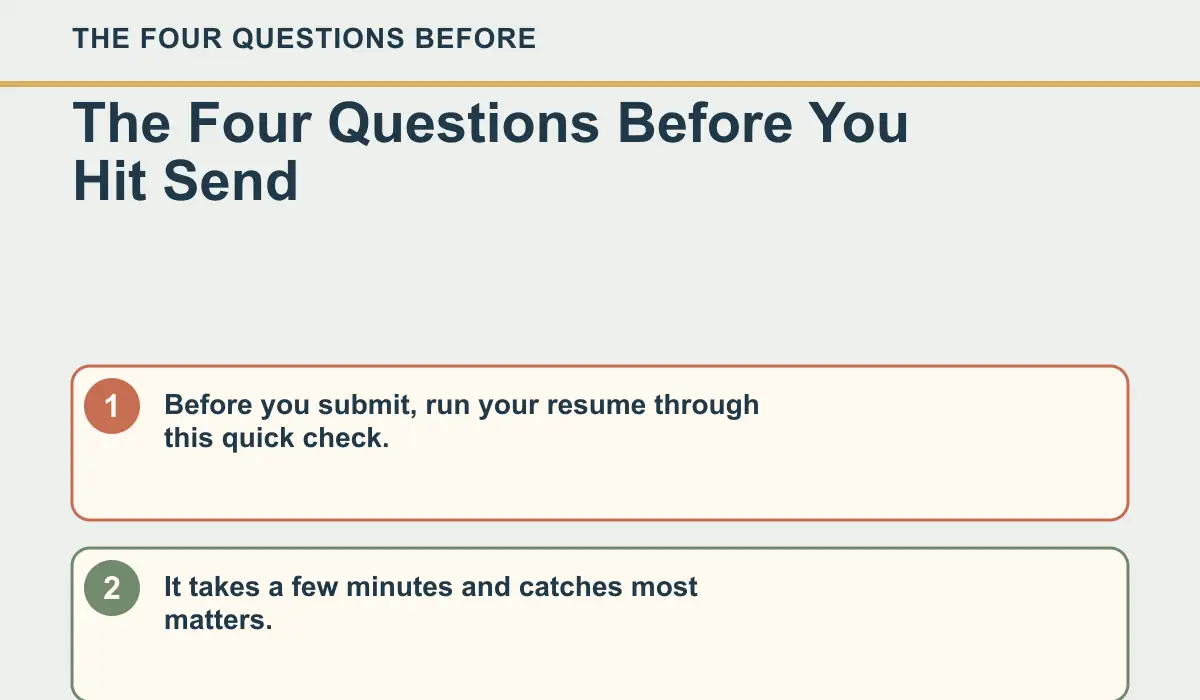 THE FOUR QUESTIONS BEFORE
The Four Questions Before You
Hit Send
1
Before you submit, run your resume through
this quick check.
2
It takes a few minutes and catches most
matters.